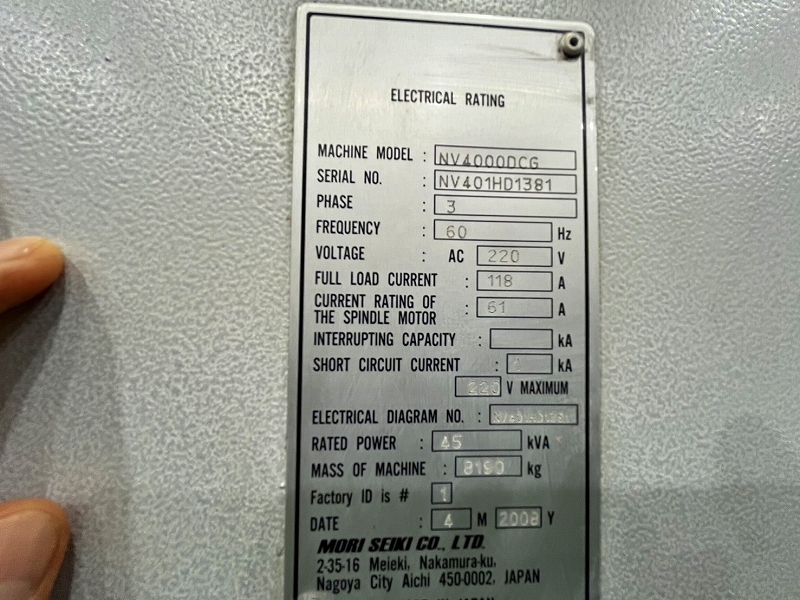 ELECTRICAL RATING
MACHINE MODEL : NV4000DCG
SERIAL NO. : NV401HD1381
PHASE : 3
FREQUENCY : 60 Hz
VOLTAGE : AC 220 V
FULL LOAD CURRENT : 118 A
CURRENT RATING OF
THE SPINDLE MOTOR : 61 A
INTERRUPTING CAPACITY : kA
SHORT CIRCUIT CURRENT : kA
220 V MAXIMUM
ELECTRICAL DIAGRAM NO. :
RATED POWER : 45 kVA
MASS OF MACHINE : 8190 kg
Factory ID is # 1
DATE : 4 M 2008 Y
MORI SEIKI CO., LTD.
2-35-16 Meieki, Nakamura-ku,
Nagoya City Aichi 450-0002, JAPAN